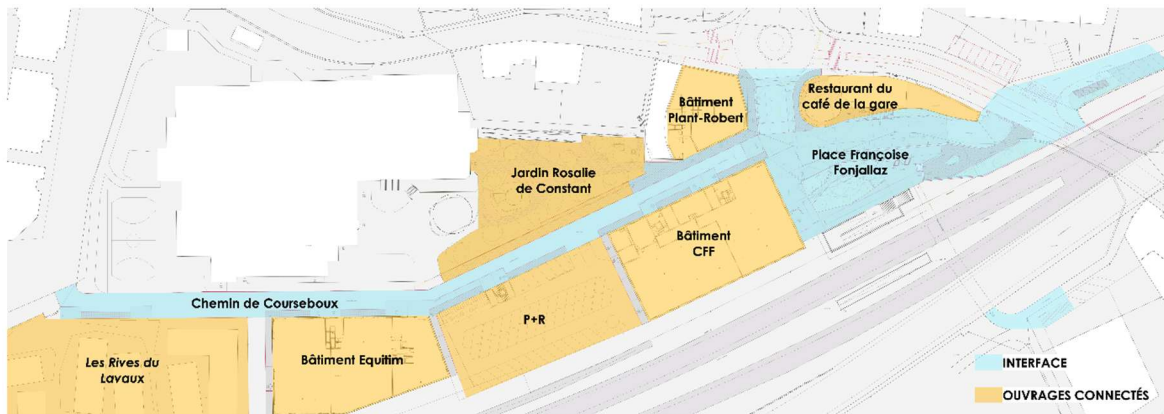 Bâtiment
Plant-Robert
Restaurant du
café de la gare
Jardin Rosalie
de Constant
Place Françoise
Fonjallaz
Bâtiment
CFF
Chemin de Courseboux
P+R
Les Rives du
Lavaux
Bâtiment Equitim
INTERFACE
OUVRAGES CONNECTÉS